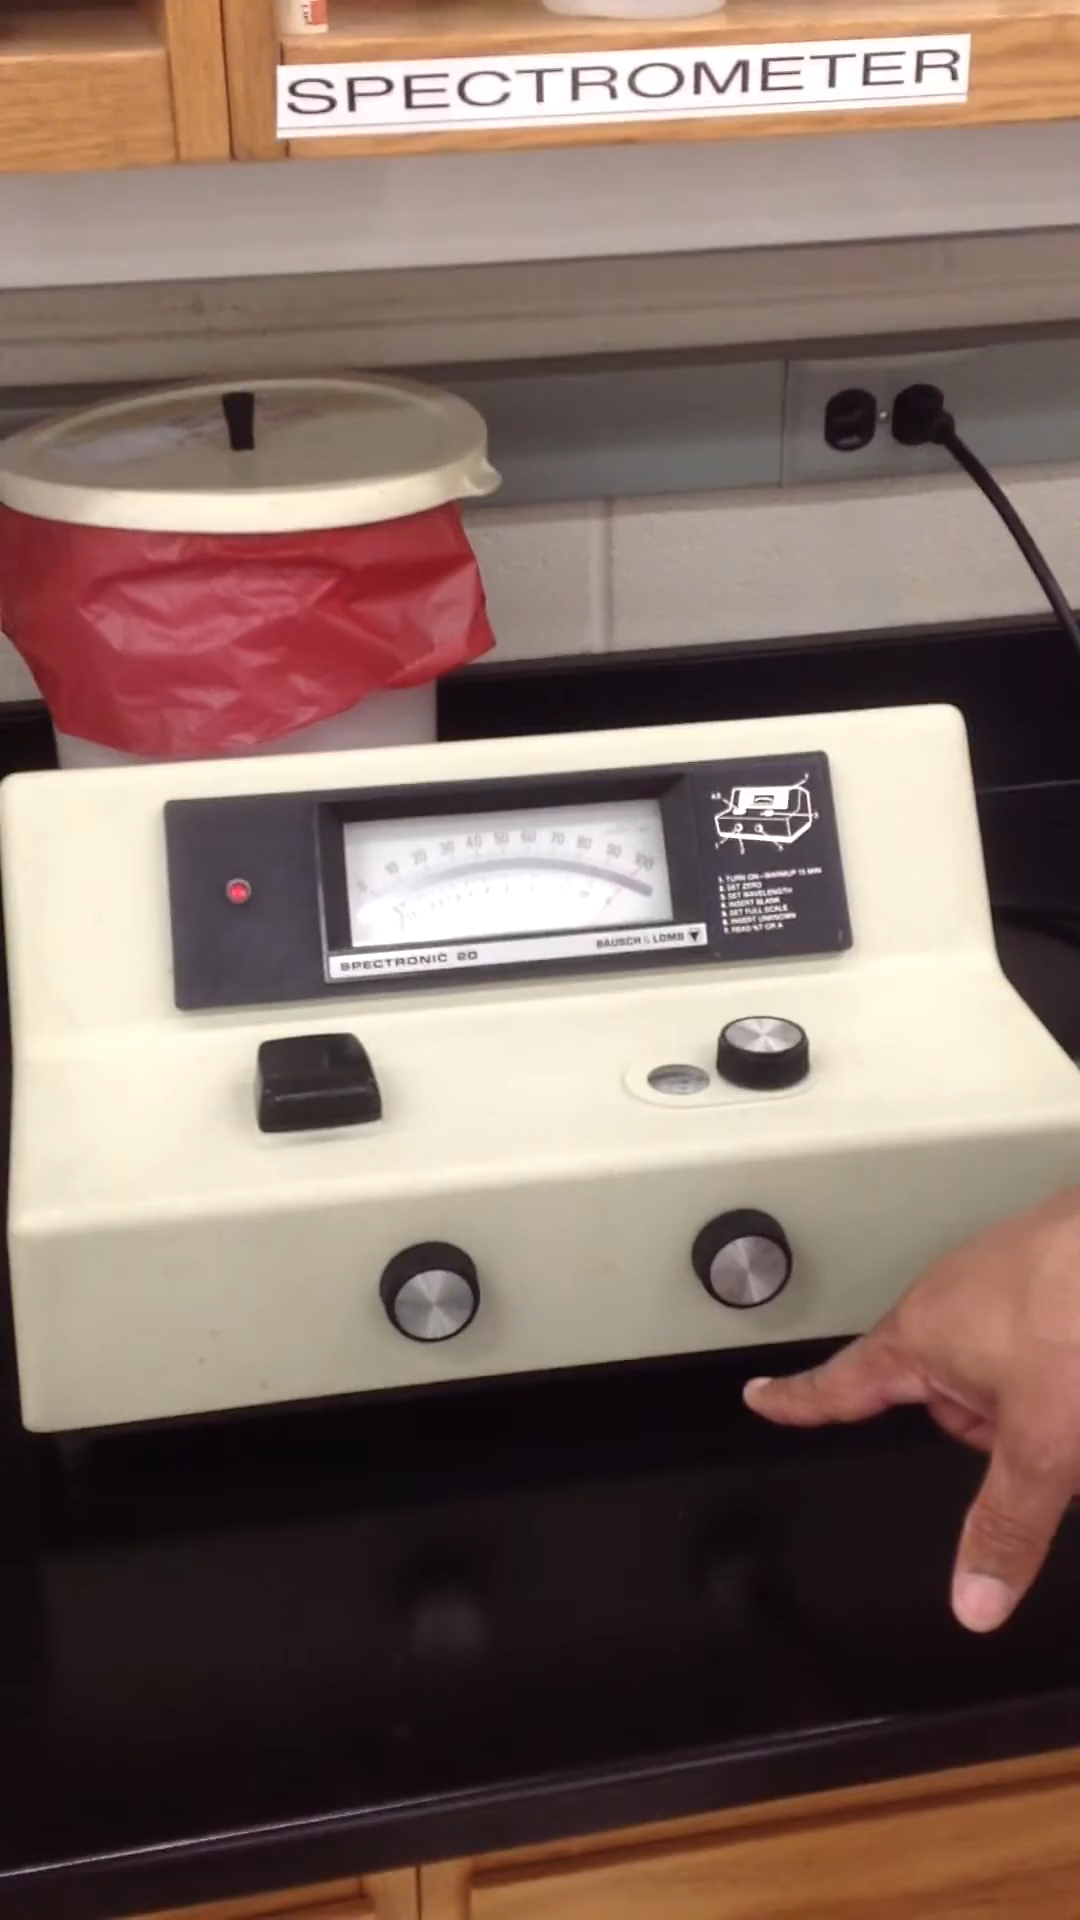 SPECTROMETER
0 10 20 30 40 50 60 70 80 90 100
1. TURN ON-WARMUP 15 MIN
2. SET ZERO
3. SET WAVELENGTH
4. INSERT BLANK
5. SET FULL SCALE
6. INSERT UNKNOWN
7. READ %T OR A
SPECTRONIC 20 BAUSCH & LOMB